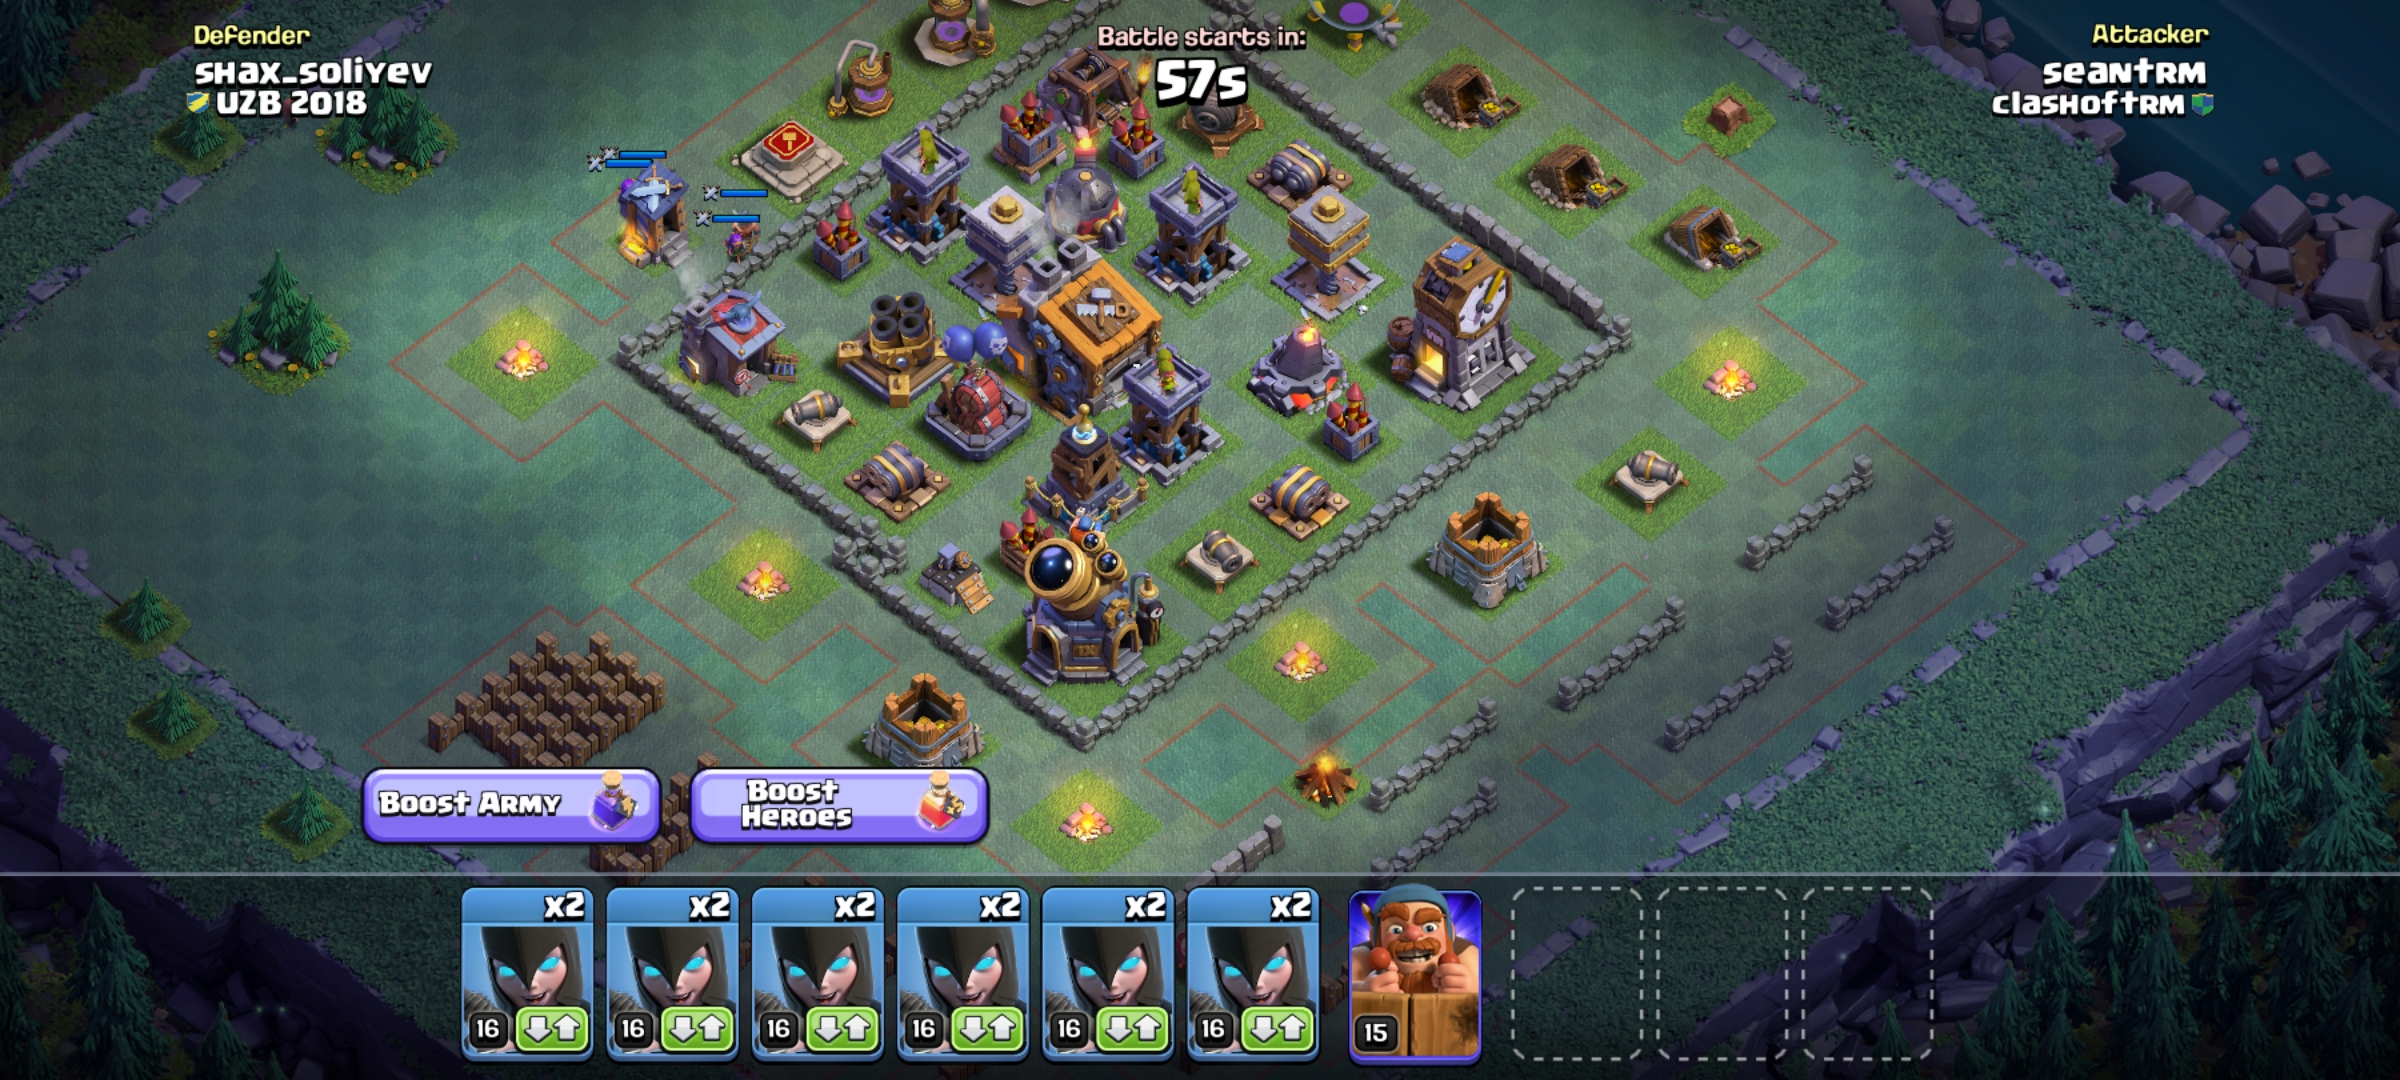 Defender
shax_soliyev
UZB 2018
Battle starts in:
57s
Attacker
seantrm
clashoftrm
Boost Army
Boost Heroes
x2
x2
x2
x2
x2
x2
16
16
16
16
16
16
15